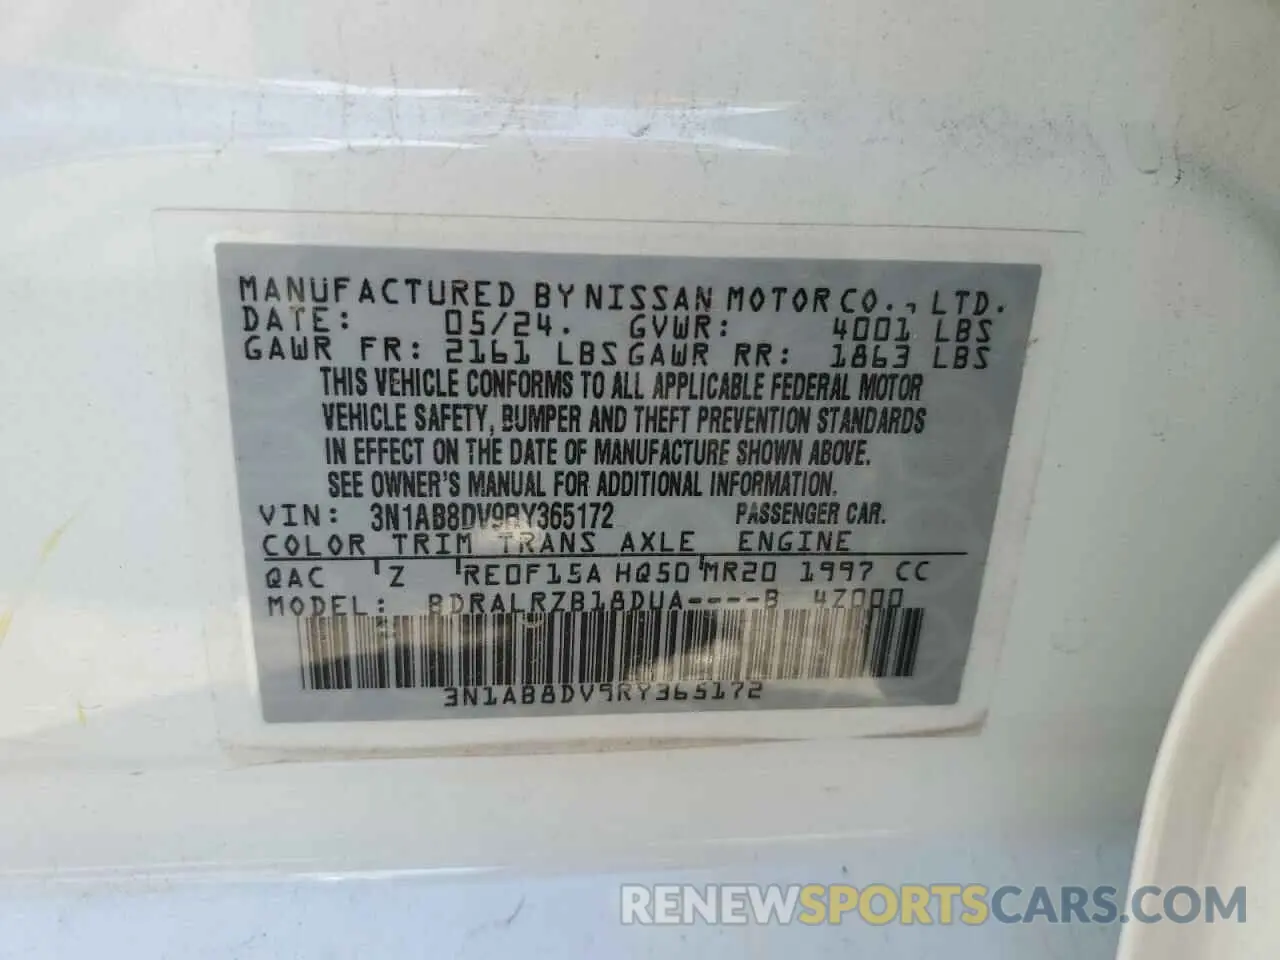 MANUFACTURED BY NISSAN MOTOR CO., LTD.
DATE: 05/24. GVWR: 4001 LBS
GAWR FR: 2161 LBS GAWR RR: 1863 LBS
THIS VEHICLE CONFORMS TO ALL APPLICABLE FEDERAL MOTOR
VEHICLE SAFETY, BUMPER AND THEFT PREVENTION STANDARDS
IN EFFECT ON THE DATE OF MANUFACTURE SHOWN ABOVE.
SEE OWNER'S MANUAL FOR ADDITIONAL INFORMATION.
VIN: 3N1AB8DV9RY365172 PASSENGER CAR.
COLOR TRIM TRANS AXLE ENGINE
QAC Z RE0F15A HQ50 MR20 1997 CC
MODEL: BDRALRZB18DUA----B 4Z000
3N1AB8DV9RY365172
RENEWSPORTSCARS.COM